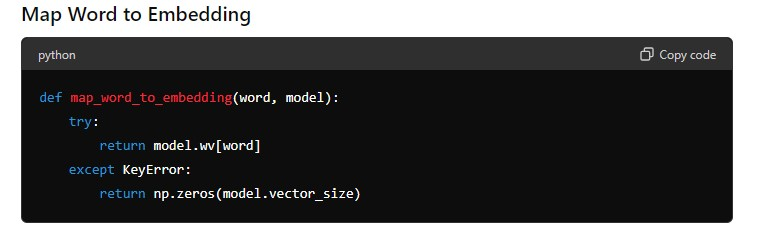 Map Word to Embedding
python Copy code
def map_word_to_embedding(word, model):
    try:
        return model.wv[word]
    except KeyError:
        return np.zeros(model.vector_size)